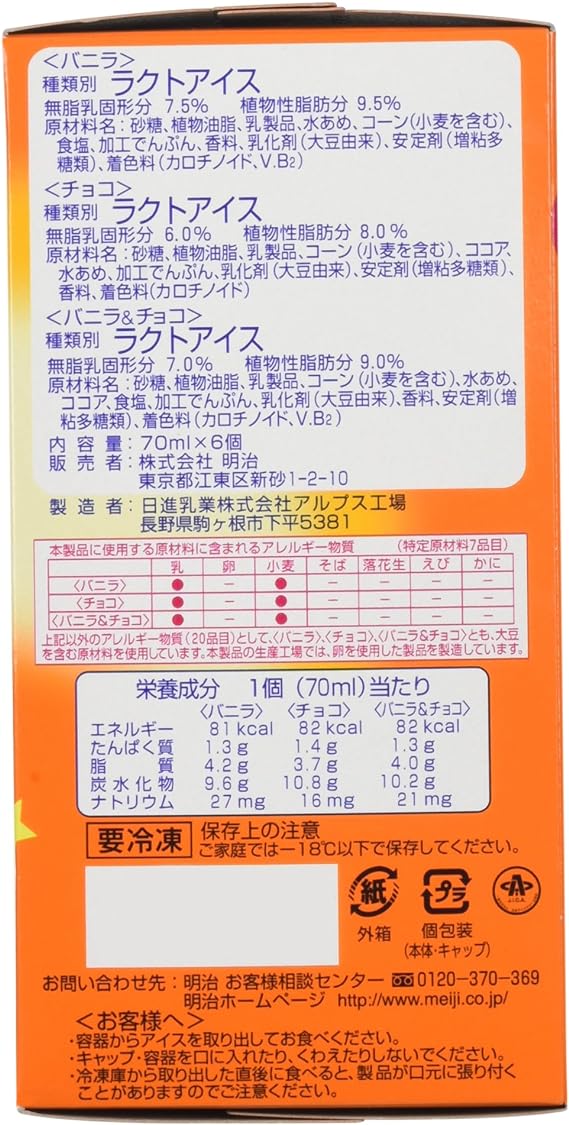 〈バニラ〉
種類別 ラクトアイス
無脂乳固形分 7.5% 植物性脂肪分 9.5%
原材料名：砂糖、植物油脂、乳製品、水あめ、コーン(小麦を含む)、
食塩、加工でんぷん、香料、乳化剤(大豆由来)、安定剤(増粘多
糖類)、着色料(カロチノイド、V.B2)
〈チョコ〉
種類別 ラクトアイス
無脂乳固形分 6.0% 植物性脂肪分 8.0%
原材料名：砂糖、植物油脂、乳製品、コーン(小麦を含む)、ココア、
水あめ、加工でんぷん、乳化剤(大豆由来)、安定剤(増粘多糖類)、
香料、着色料(カロチノイド)
〈バニラ&チョコ〉
種類別 ラクトアイス
無脂乳固形分 7.0% 植物性脂肪分 9.0%
原材料名：砂糖、植物油脂、乳製品、コーン(小麦を含む)、水あめ、
ココア、食塩、加工でんぷん、乳化剤(大豆由来)、香料、安定剤(増
粘多糖類)、着色料(カロチノイド、V.B2)
内容量：70ml×6個
販売者：株式会社 明治
東京都江東区新砂1-2-10
製造者：日進乳業株式会社アルプス工場
長野県駒ヶ根市下平5381
本製品に使用する原材料に含まれるアレルギー物質 (特定原材料7品目)
乳 卵 小麦 そば 落花生 えび かに
〈バニラ〉 ● − ● − − − −
〈チョコ〉 ● − ● − − − −
〈バニラ&チョコ〉 ● − ● − − − −
上記以外のアレルギー物質(20品目)として、〈バニラ〉、〈チョコ〉、〈バニラ&チョコ〉とも、大豆
を含む原材料を使用しています。本製品の生産工場では、卵を使用した製品を製造しています。
栄養成分 1個(70ml)当たり
〈バニラ〉 〈チョコ〉 〈バニラ&チョコ〉
エネルギー 81kcal 82kcal 82kcal
たんぱく質 1.3g 1.4g 1.3g
脂質 4.2g 3.7g 4.0g
炭水化物 9.6g 10.8g 10.2g
ナトリウム 27mg 16mg 21mg
要冷凍 保存上の注意
ご家庭では−18℃以下で保存してください。
紙 プラ A
J.I.C.A.
外箱 個包装
(本体・キャップ)
お問い合わせ先：明治 お客様相談センター 0120-370-369
明治ホームページ http://www.meiji.co.jp/
＜お客様へ＞
・容器からアイスを取り出してお食べください。
・キャップ・容器を口に入れたり、くわえたりしないでください。
・冷凍庫から取り出した直後に食べると、製品が口元に張り付く
ことがありますのでご注意ください。